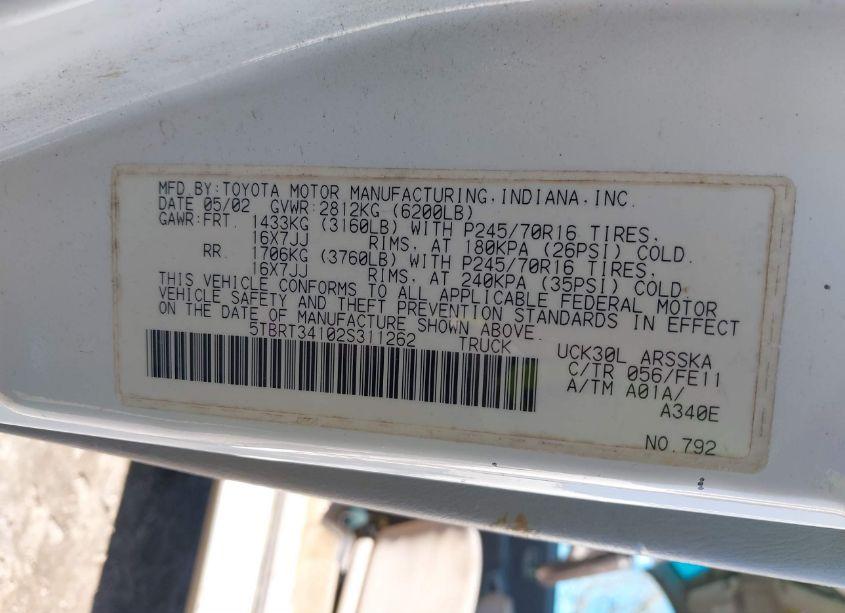 MFD.BY:TOYOTA MOTOR MANUFACTURING,INDIANA,INC.
DATE 05/02 GVWR:2812KG (6200LB)
GAWR:FRT. 1433KG (3160LB) WITH P245/70R16 TIRES,
16X7JJ RIMS, AT 180KPA (26PSI) COLD.
RR. 1706KG (3760LB) WITH P245/70R16 TIRES,
16X7JJ RIMS, AT 240KPA (35PSI) COLD.
THIS VEHICLE CONFORMS TO ALL APPLICABLE FEDERAL MOTOR
VEHICLE SAFETY AND THEFT PREVENTION STANDARDS IN EFFECT
ON THE DATE OF MANUFACTURE SHOWN ABOVE.
5TBRT34102S311262 TRUCK
UCK30L ARSSKA
C/TR 056/FE11
A/TM A01A/
A340E
NO.792